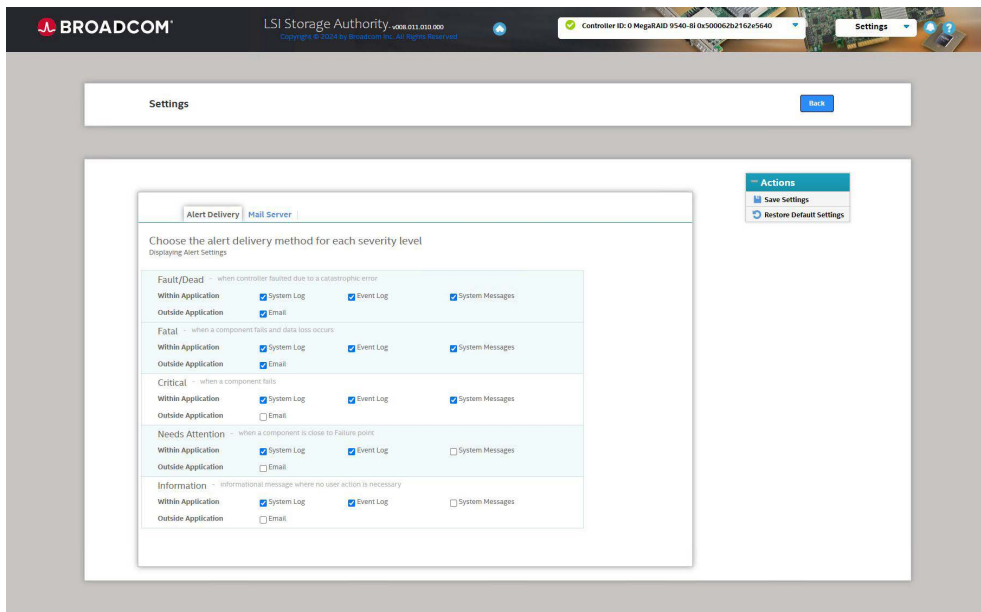 BROADCOM
LSI Storage Authority v008.011.010.000
Copyright © 2024 by Broadcom Inc. All Rights Reserved
Controller ID: 0 MegaRAID 9540-8i 0x500062b2162e5640
Settings
?
Settings
Back
Actions
Save Settings
Restore Default Settings
Alert Delivery Mail Server
Choose the alert delivery method for each severity level
Displaying Alert Settings
Fault/Dead - when controller faulted due to a catastrophic error
Within Application System Log Event Log System Messages
Outside Application Email
Fatal - when a component fails and data loss occurs
Within Application System Log Event Log System Messages
Outside Application Email
Critical - when a component fails
Within Application System Log Event Log System Messages
Outside Application Email
Needs Attention - when a component is close to Failure point
Within Application System Log Event Log System Messages
Outside Application Email
Information - Informational message where no user action is necessary
Within Application System Log Event Log System Messages
Outside Application Email